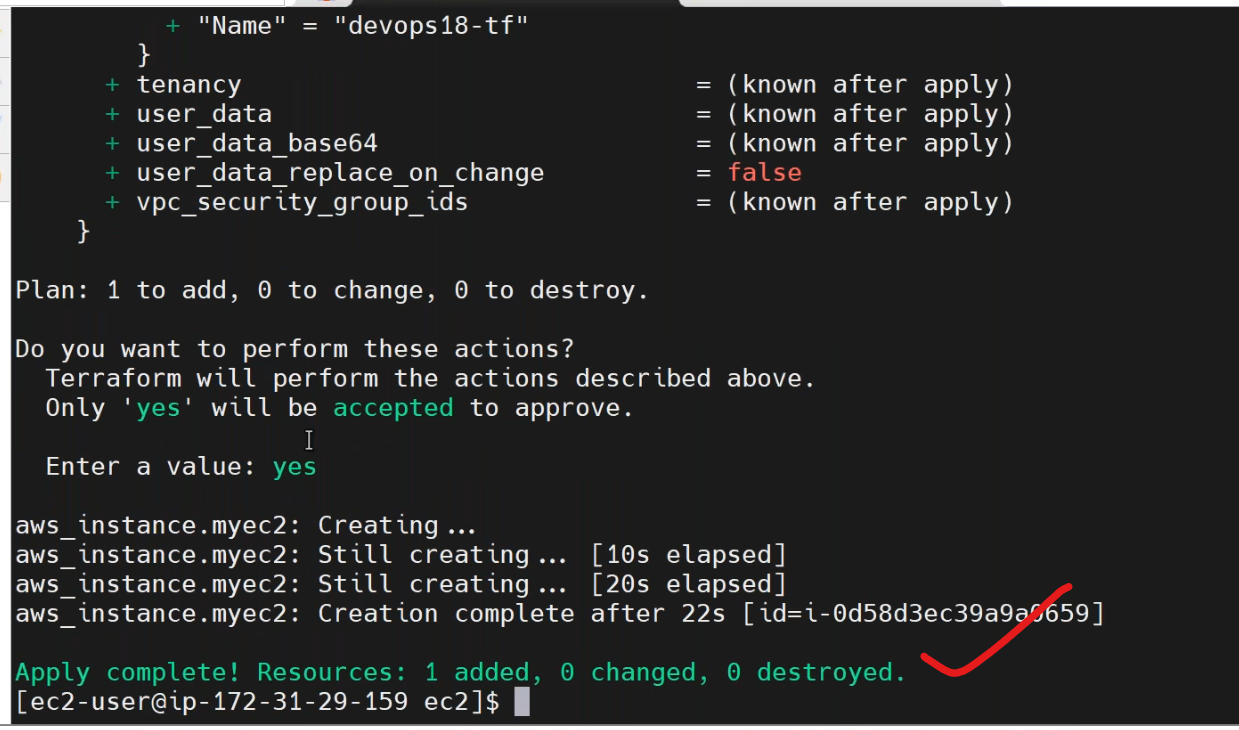 + "Name" = "devops18-tf"
}
+ tenancy = (known after apply)
+ user_data = (known after apply)
+ user_data_base64 = (known after apply)
+ user_data_replace_on_change = false
+ vpc_security_group_ids = (known after apply)
}
Plan: 1 to add, 0 to change, 0 to destroy.
Do you want to perform these actions?
Terraform will perform the actions described above.
Only 'yes' will be accepted to approve.
Enter a value: yes
aws_instance.myec2: Creating...
aws_instance.myec2: Still creating... [10s elapsed]
aws_instance.myec2: Still creating... [20s elapsed]
aws_instance.myec2: Creation complete after 22s [id=i-0d58d3ec39a9a0659]
Apply complete! Resources: 1 added, 0 changed, 0 destroyed.
[ec2-user@ip-172-31-29-159 ec2]$